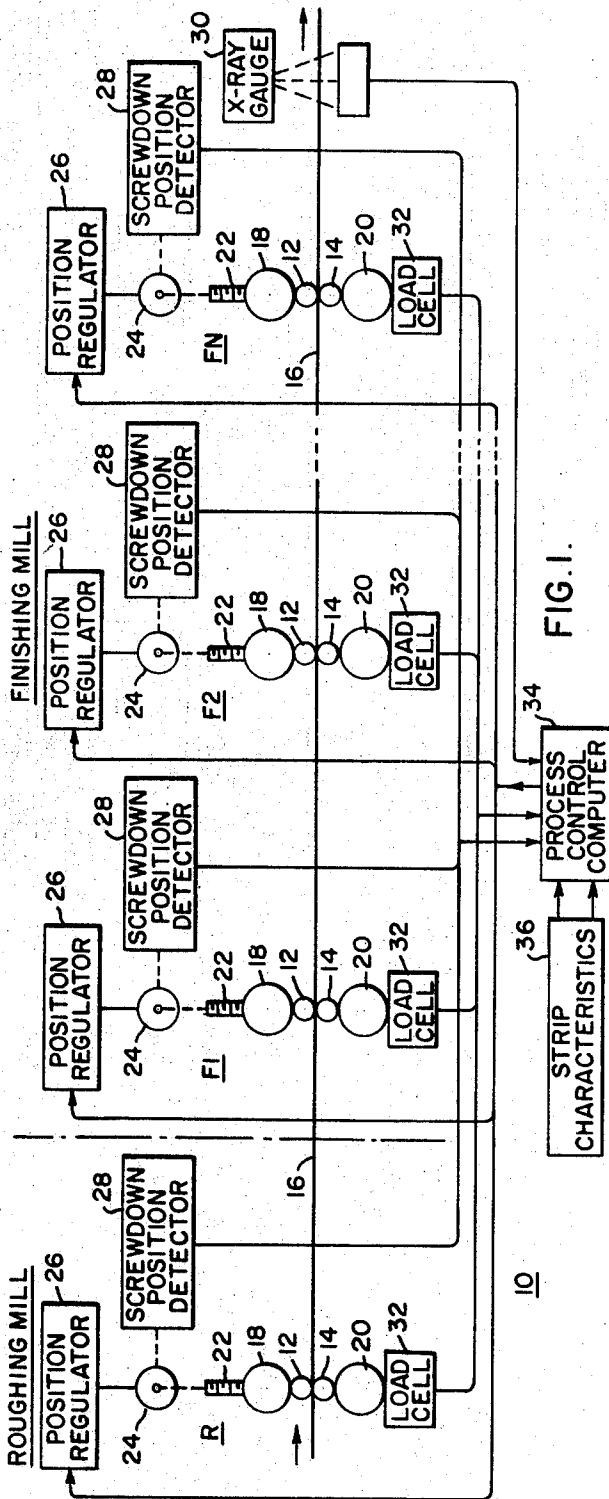 ROUGHING MILL
26
POSITION
REGULATOR
24
28
SCREWDOWN
POSITION
DETECTOR
R
22
18
12
14
16
20
32
LOAD
CELL
10
26
POSITION
REGULATOR
24
28
SCREWDOWN
POSITION
DETECTOR
F1
22
18
12
14
20
32
LOAD
CELL
FINISHING MILL
26
POSITION
REGULATOR
24
28
SCREWDOWN
POSITION
DETECTOR
F2
22
18
12
14
20
32
LOAD
CELL
26
POSITION
REGULATOR
24
28
SCREWDOWN
POSITION
DETECTOR
FN
22
18
12
14
16
20
32
LOAD
CELL
30
X-RAY
GAUGE
36
STRIP
CHARACTERISTICS
34
PROCESS
CONTROL
COMPUTER
FIG. 1.